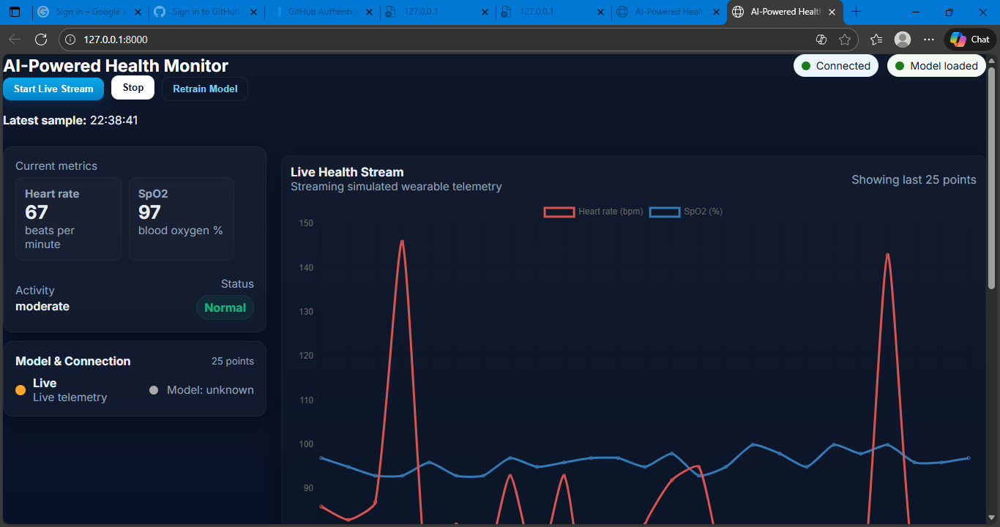 Sign in – Google a
Sign in to GitHub
GitHub Authentic
127.0.0.1
127.0.0.1
AI-Powered Healt
AI-Powered Healt
127.0.0.1:8000
Chat
AI-Powered Health Monitor
Connected
Model loaded
Start Live Stream
Stop
Retrain Model
Latest sample: 22:38:41
Current metrics
Heart rate
67
beats per
minute
SpO2
97
blood oxygen %
Activity
moderate
Status
Normal
Model & Connection
25 points
Live
Live telemetry
Model: unknown
Live Health Stream
Streaming simulated wearable telemetry
Showing last 25 points
Heart rate (bpm)
SpO2 (%)
150
140
130
120
110
100
90